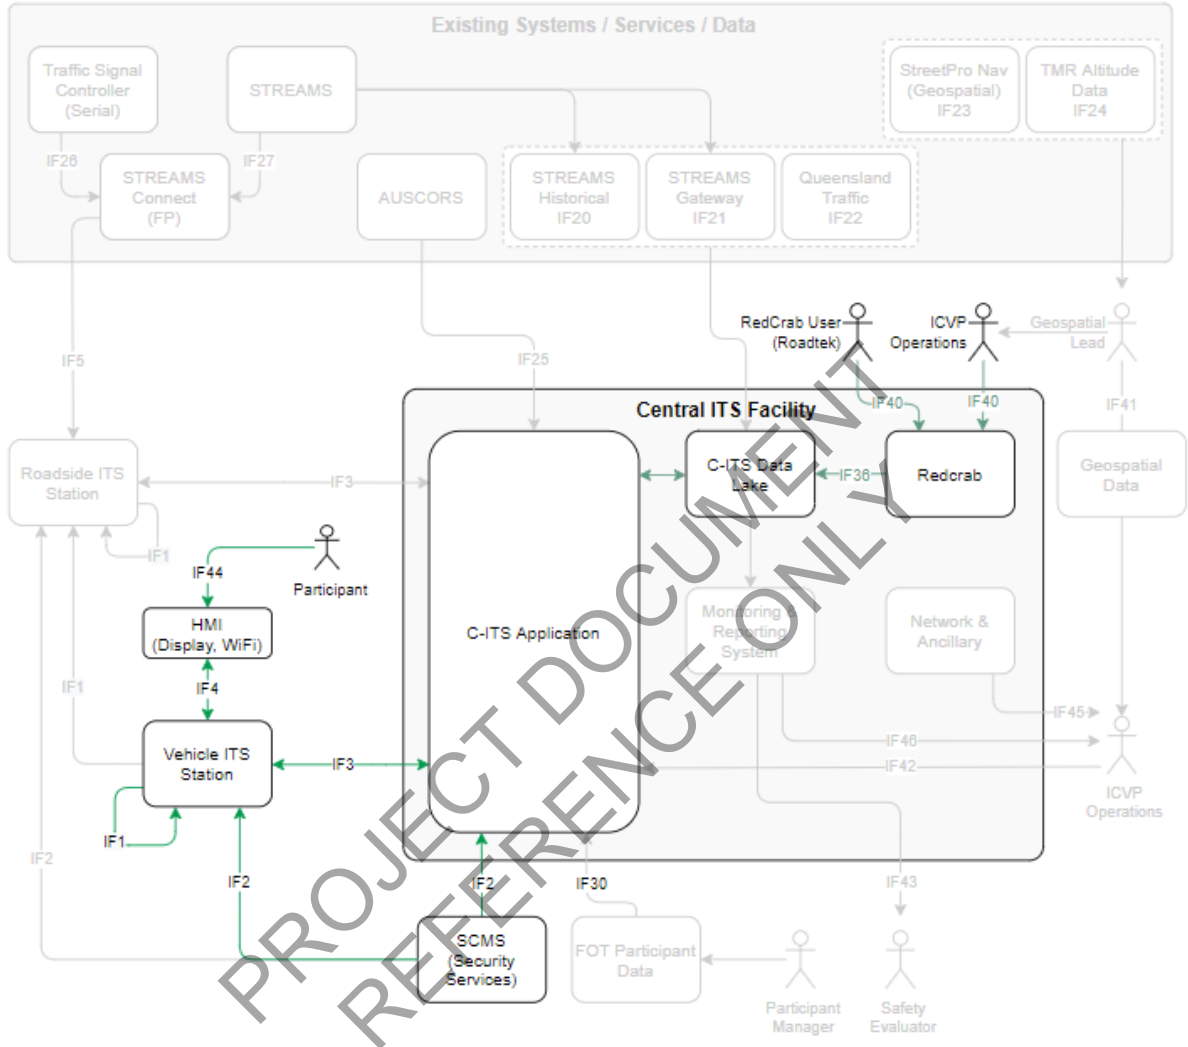 Existing Systems / Services / Data
Traffic Signal
Controller
(Serial)
STREAMS
StreetPro Nav
(Geospatial)
IF23
TMR Altitude
Data
IF24
IF26
IF27
STREAMS
Connect
(FP)
AUSCORS
STREAMS
Historical
IF20
STREAMS
Gateway
IF21
Queensland
Traffic
IF22
RedCrab User
(Roadtek)
ICVP
Operations
Geospatial
Lead
IF5
IF25
IF40
IF40
IF41
Central ITS Facility
Roadside ITS
Station
IF3
C-ITS Data
Lake
IF36
Redcrab
Geospatial
Data
IF1
IF44
Participant
HMI
(Display, WiFi)
C-ITS Application
Monitoring &
Reporting
System
Network &
Ancillary
IF1
IF4
IF45
IF46
IF42
Vehicle ITS
Station
IF3
ICVP
Operations
IF1
IF2
IF2
IF2
IF30
IF43
SCMS
(Security
Services)
FOT Participant
Data
Participant
Manager
Safety
Evaluator
PROJECT DOCUMENT
REFERENCE ONLY